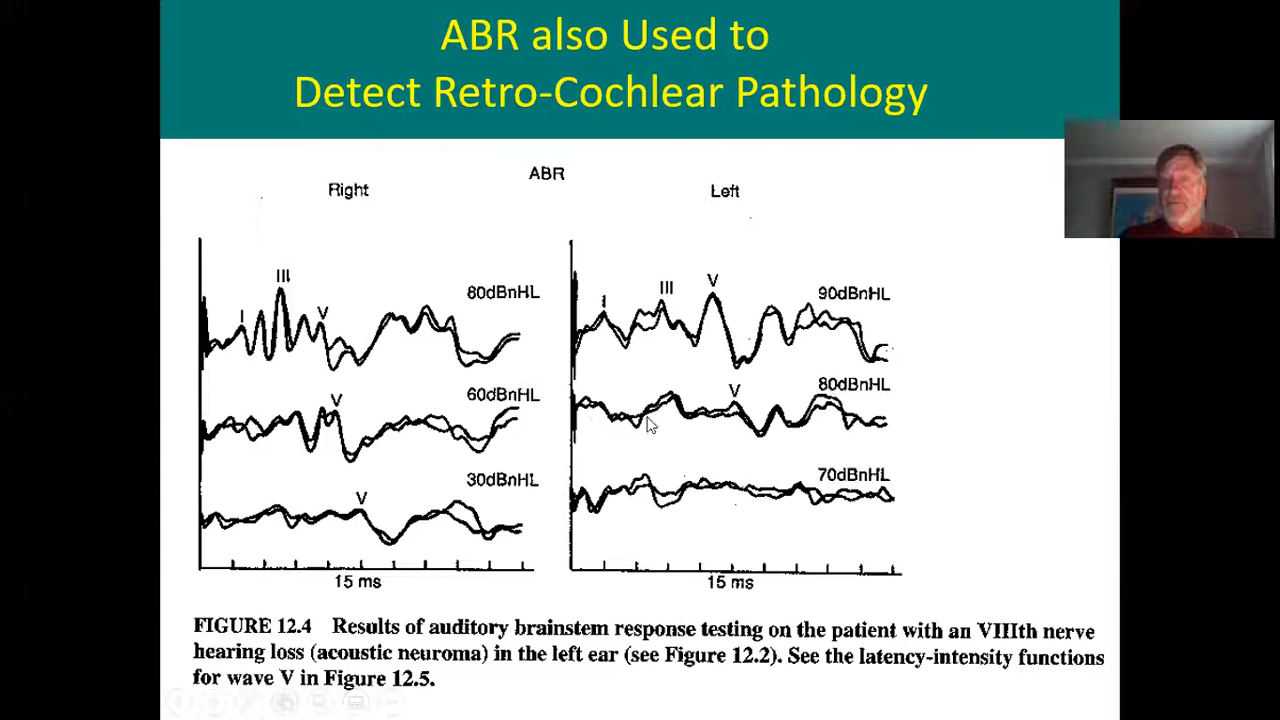 ABR also Used to
Detect Retro-Cochlear Pathology
ABR
Right
Left
III
I
V
80dBnHL
V
60dBnHL
V
30dBnHL
15 ms
I
III
V
90dBnHL
V
80dBnHL
70dBnHL
15 ms
FIGURE 12.4 Results of auditory brainstem response testing on the patient with an VIIIth nerve
hearing loss (acoustic neuroma) in the left ear (see Figure 12.2). See the latency-intensity functions
for wave V in Figure 12.5.